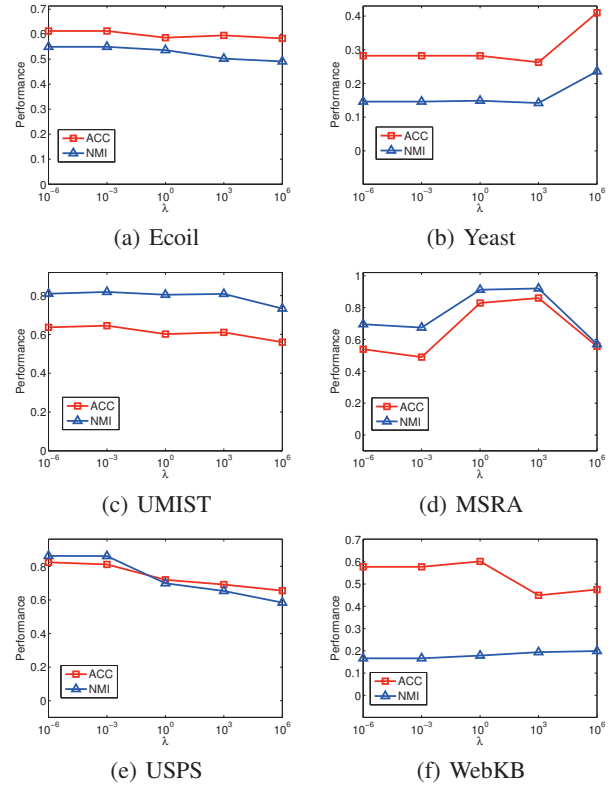 0.7
0.6
0.5
0.4
0.3
0.2
0.1
0
Performance
ACC
NMI
10^-6
10^-3
10^0
10^3
10^6
λ
(a) Ecoil
0.4
0.3
0.2
0.1
0
Performance
ACC
NMI
10^-6
10^-3
10^0
10^3
10^6
λ
(b) Yeast
0.8
0.6
0.4
0.2
0
Performance
ACC
NMI
10^-6
10^-3
10^0
10^3
10^6
λ
(c) UMIST
1
0.8
0.6
0.4
0.2
0
Performance
ACC
NMI
10^-6
10^-3
10^0
10^3
10^6
λ
(d) MSRA
0.8
0.6
0.4
0.2
0
Performance
ACC
NMI
10^-6
10^-3
10^0
10^3
10^6
λ
(e) USPS
0.7
0.6
0.5
0.4
0.3
0.2
0.1
0
Performance
ACC
NMI
10^-6
10^-3
10^0
10^3
10^6
λ
(f) WebKB